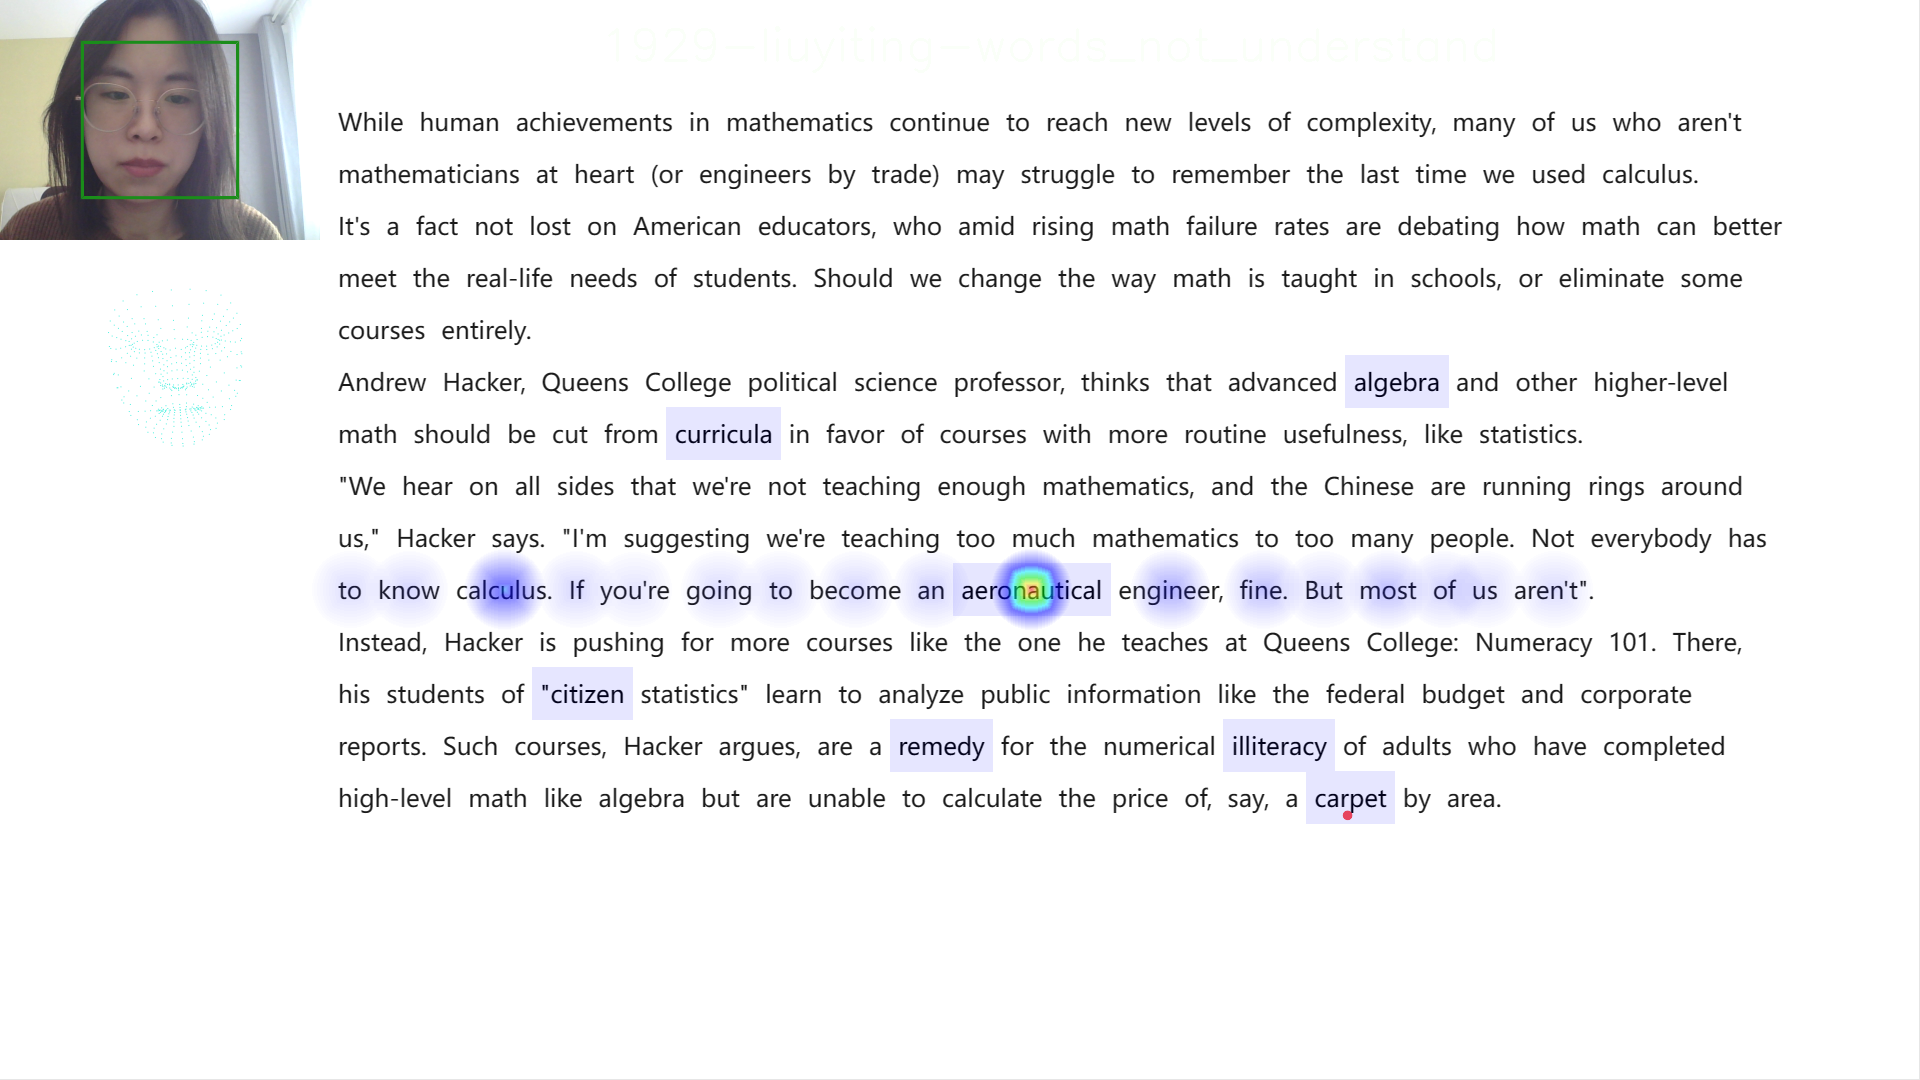 1929-liuyiting-words_not_understand
While human achievements in mathematics continue to reach new levels of complexity, many of us who aren't
mathematicians at heart (or engineers by trade) may struggle to remember the last time we used calculus.
It's a fact not lost on American educators, who amid rising math failure rates are debating how math can better
meet the real-life needs of students. Should we change the way math is taught in schools, or eliminate some
courses entirely.
Andrew Hacker, Queens College political science professor, thinks that advanced algebra and other higher-level
math should be cut from curricula in favor of courses with more routine usefulness, like statistics.
"We hear on all sides that we're not teaching enough mathematics, and the Chinese are running rings around
us," Hacker says. "I'm suggesting we're teaching too much mathematics to too many people. Not everybody has
to know calculus. If you're going to become an aeronautical engineer, fine. But most of us aren't".
Instead, Hacker is pushing for more courses like the one he teaches at Queens College: Numeracy 101. There,
his students of "citizen statistics" learn to analyze public information like the federal budget and corporate
reports. Such courses, Hacker argues, are a remedy for the numerical illiteracy of adults who have completed
high-level math like algebra but are unable to calculate the price of, say, a carpet by area.